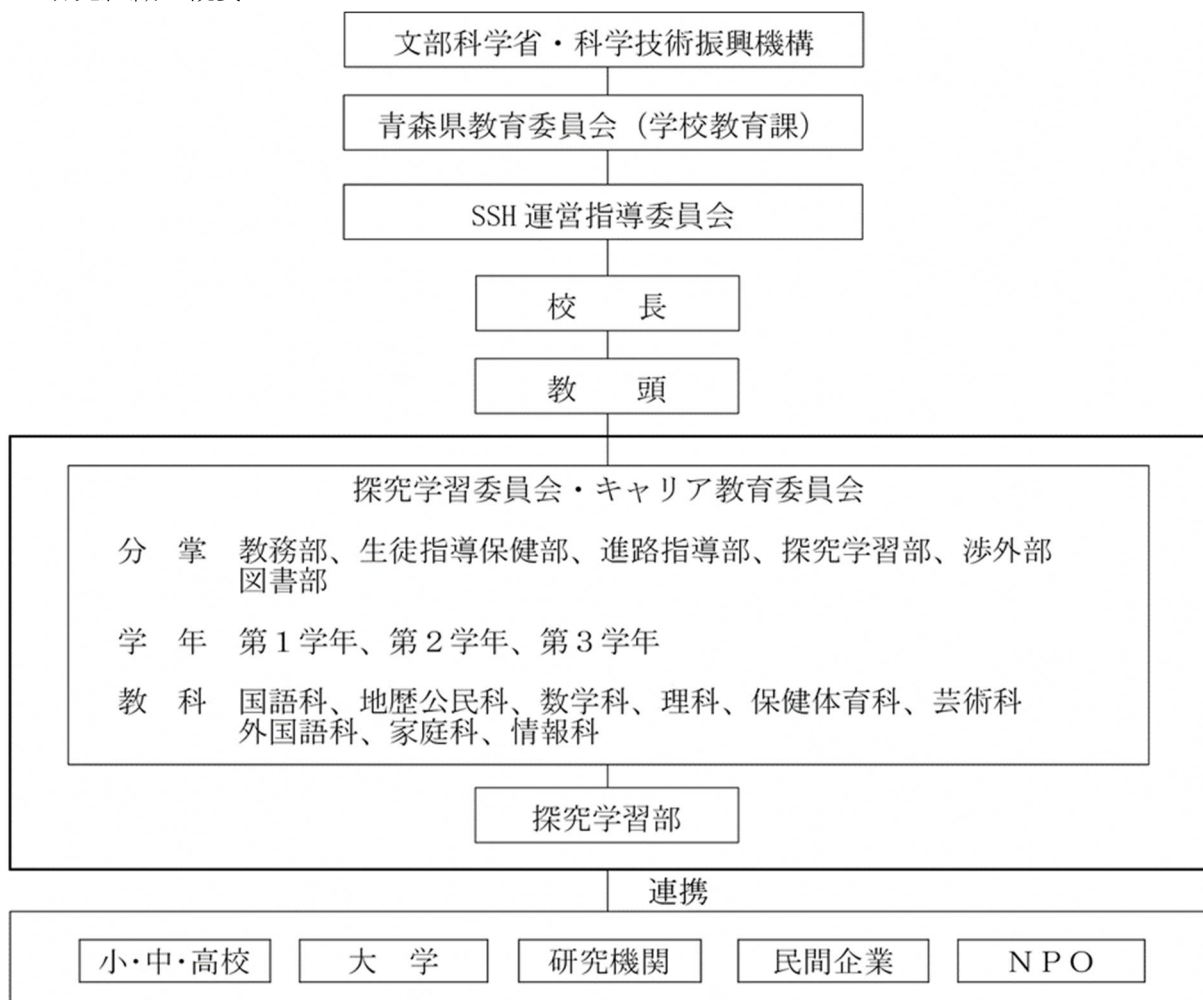 文部科学省・科学技術振興機構
青森県教育委員会（学校教育課）
SSH 運営指導委員会
校　　長
教　　頭
探究学習委員会・キャリア教育委員会
分　掌　教務部、生徒指導保健部、進路指導部、探究学習部、渉外部
図書部
学　年　第１学年、第２学年、第３学年
教　科　国語科、地歴公民科、数学科、理科、保健体育科、芸術科
外国語科、家庭科、情報科
探究学習部
連携
小・中・高校　大　学　研究機関　民間企業　ＮＰＯ